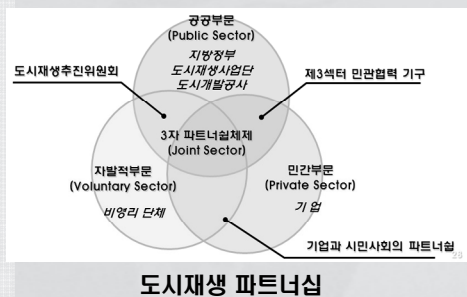 공공부문
(Public Sector)
지방정부
도시재생사업단
도시개발공사
도시재생추진위원회
제3섹터 민관협력 기구
3자 파트너쉽체제
(Joint Sector)
자발적부문
(Voluntary Sector)
비영리 단체
민간부문
(Private Sector)
기업
기업과 시민사회의 파트너쉽
28
도시재생 파트너십